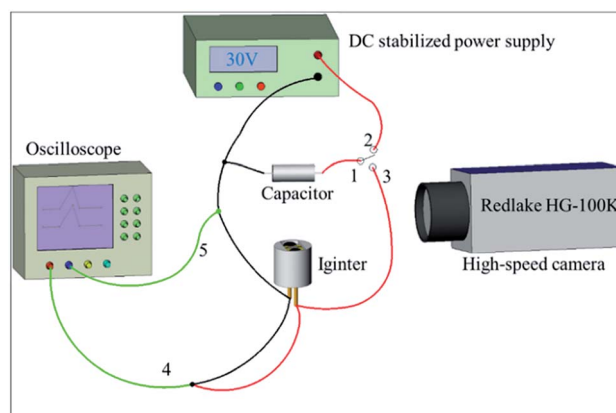 DC stabilized power supply
30V
Oscilloscope
2
1
3
Capacitor
Redlake HG-100K
5
Iginter
High-speed camera
4